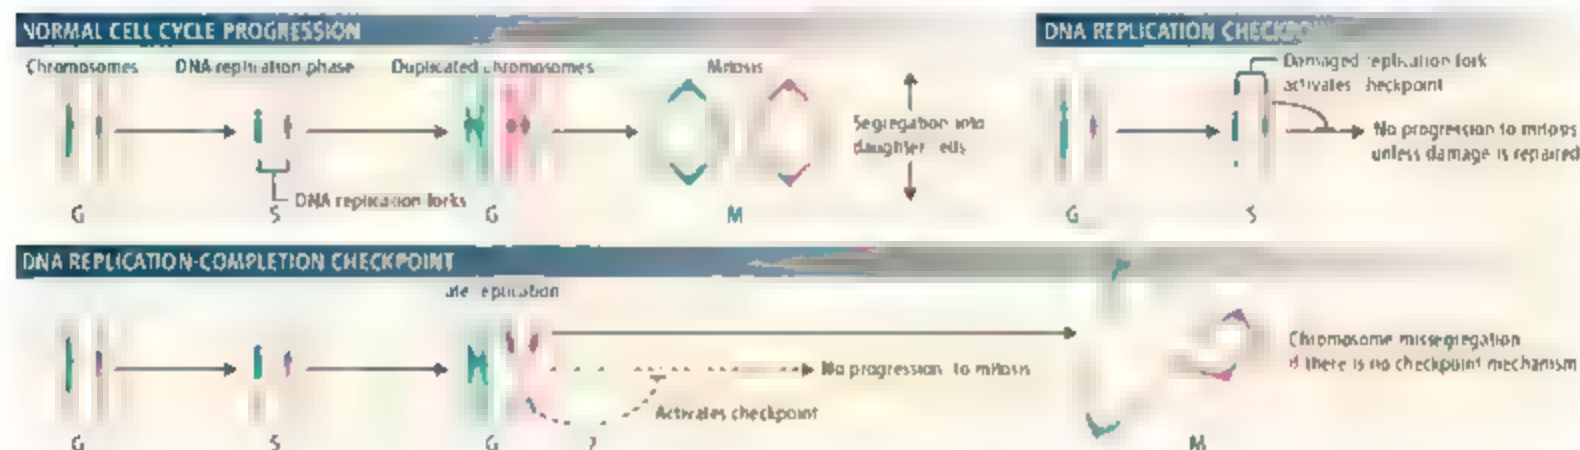 NORMAL CELL CYCLE PROGRESSION
Chromosomes DNA replication phase Duplicated chromosomes Mitosis
Segregation into
daughter cells
DNA replication forks
G S G M
DNA REPLICATION CHECKPOINT
Damaged replication fork
activates checkpoint
No progression to mitosis
unless damage is repaired
G S
DNA REPLICATION-COMPLETION CHECKPOINT
replication
No progression to mitosis
Activates checkpoint
Chromosome missegregation
if there is no checkpoint mechanism
G S G ? M